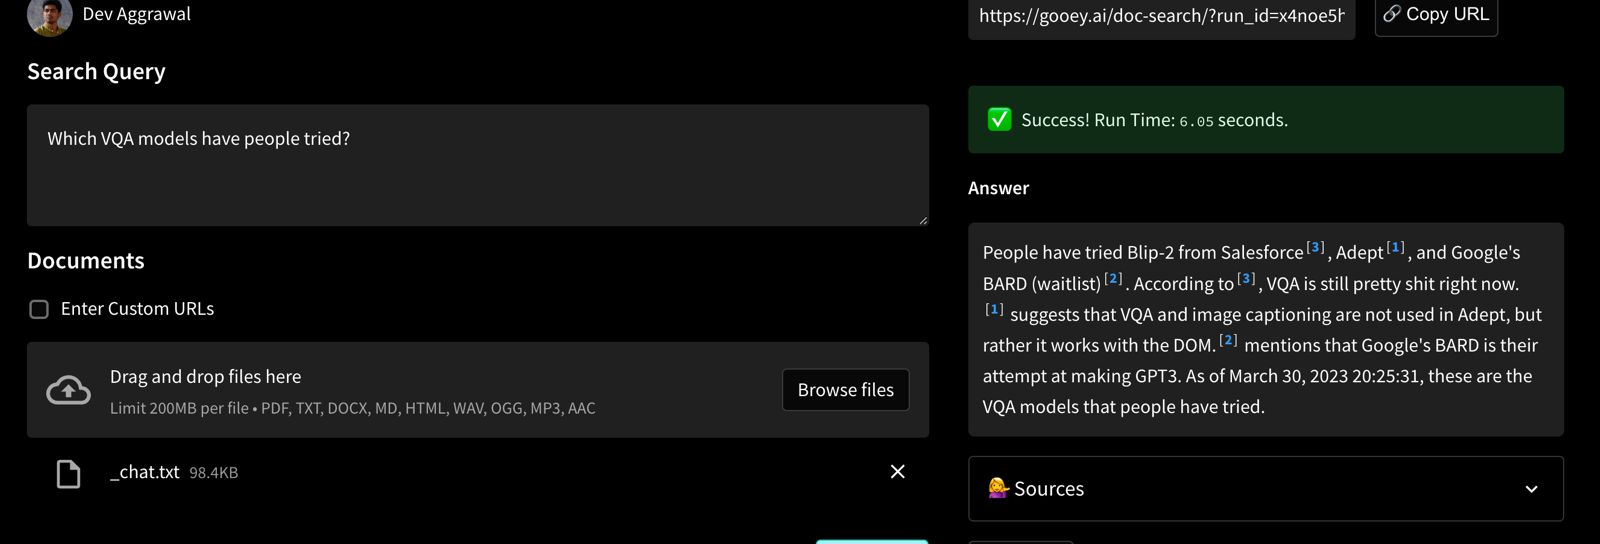 Dev Aggrawal
Search Query
Which VQA models have people tried?
Documents
Enter Custom URLs
Drag and drop files here
Limit 200MB per file • PDF, TXT, DOCX, MD, HTML, WAV, OGG, MP3, AAC
Browse files
_chat.txt 98.4KB
https://gooey.ai/doc-search/?run_id=x4noe5h
Copy URL
Success! Run Time: 6.05 seconds.
Answer
People have tried Blip-2 from Salesforce[3], Adept[1], and Google's
BARD (waitlist)[2]. According to[3], VQA is still pretty shit right now.
[1] suggests that VQA and image captioning are not used in Adept, but
rather it works with the DOM.[2] mentions that Google's BARD is their
attempt at making GPT3. As of March 30, 2023 20:25:31, these are the
VQA models that people have tried.
Sources